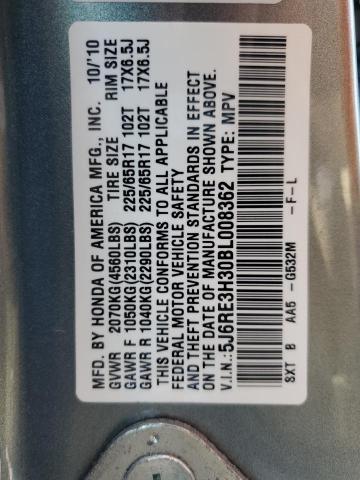 MFD. BY HONDA OF AMERICA MFG., INC. 10/'10
GVWR 2070KG(4560LBS) TIRE SIZE RIM SIZE
GAWR F 1050KG(2310LBS) 225/65R17 102T 17X6.5J
GAWR R 1040KG(2290LBS) 225/65R17 102T 17X6.5J
THIS VEHICLE CONFORMS TO ALL APPLICABLE
FEDERAL MOTOR VEHICLE SAFETY
AND THEFT PREVENTION STANDARDS IN EFFECT
ON THE DATE OF MANUFACTURE SHOWN ABOVE.
V.I.N.:5J6RE3H30BL008362 TYPE: MPV
SXT B AA5 -G532M -F-L